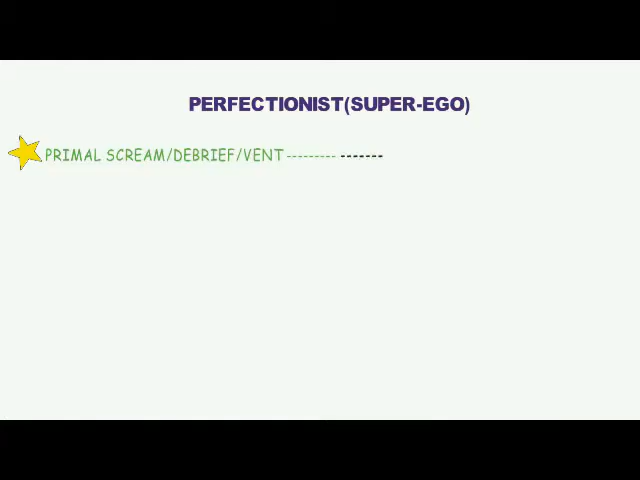 PERFECTIONIST(SUPER-EGO)
PRIMAL SCREAM/DEBRIEF/VENT --------- -------